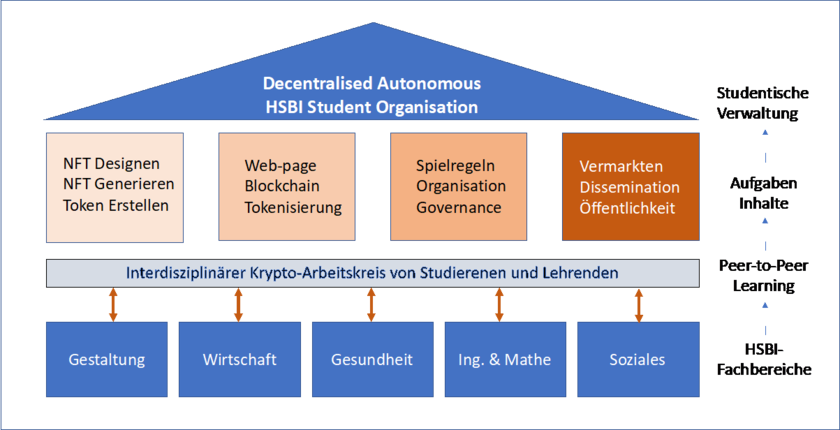 Decentralised Autonomous
HSBI Student Organisation
Studentische
Verwaltung
NFT Designen
NFT Generieren
Token Erstellen
Web-page
Blockchain
Tokenisierung
Spielregeln
Organisation
Governance
Vermarkten
Dissemination
Öffentlichkeit
Aufgaben
Inhalte
Interdisziplinärer Krypto-Arbeitskreis von Studierenen und Lehrenden
Peer-to-Peer
Learning
Gestaltung
Wirtschaft
Gesundheit
Ing. & Mathe
Soziales
HSBI-
Fachbereiche